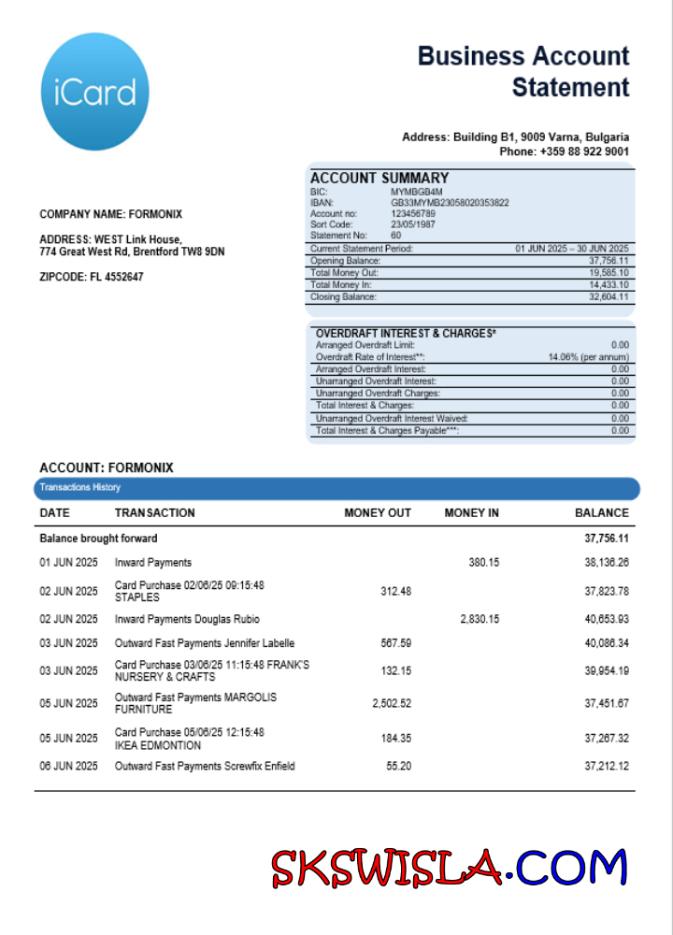 iCard
Business Account
Statement
Address: Building B1, 9009 Varna, Bulgaria
Phone: +359 88 922 9001
COMPANY NAME: FORMONIX
ADDRESS: WEST Link House,
774 Great West Rd, Brentford TW8 9DN
ZIPCODE: FL 4552647
ACCOUNT SUMMARY
BIC: MYMBGB4M
IBAN: GB33MYMB23058020353822
Account no: 123456789
Sort Code: 23/05/1987
Statement No: 60
Current Statement Period: 01 JUN 2025 – 30 JUN 2025
Opening Balance: 37,756.11
Total Money Out: 19,585.10
Total Money In: 14,433.10
Closing Balance: 32,604.11
OVERDRAFT INTEREST & CHARGES*
Arranged Overdraft Limit: 0.00
Overdraft Rate of Interest**: 14.06% (per annum)
Arranged Overdraft Interest: 0.00
Unarranged Overdraft Interest: 0.00
Unarranged Overdraft Charges: 0.00
Total Interest & Charges: 0.00
Unarranged Overdraft Interest Waived: 0.00
Total Interest & Charges Payable***: 0.00
ACCOUNT: FORMONIX
Transactions History
DATE TRANSACTION MONEY OUT MONEY IN BALANCE
Balance brought forward 37,756.11
01 JUN 2025 Inward Payments 380.15 38,136.26
02 JUN 2025 Card Purchase 02/06/25 09:15:48
STAPLES 312.48 37,823.78
02 JUN 2025 Inward Payments Douglas Rubio 2,830.15 40,653.93
03 JUN 2025 Outward Fast Payments Jennifer Labelle 567.59 40,086.34
03 JUN 2025 Card Purchase 03/06/25 11:15:48 FRANK'S
NURSERY & CRAFTS 132.15 39,954.19
05 JUN 2025 Outward Fast Payments MARGOLIS
FURNITURE 2,502.52 37,451.67
05 JUN 2025 Card Purchase 05/06/25 12:15:48
IKEA EDMONTION 184.35 37,267.32
06 JUN 2025 Outward Fast Payments Screwfix Enfield 55.20 37,212.12
SKSWISLA.COM